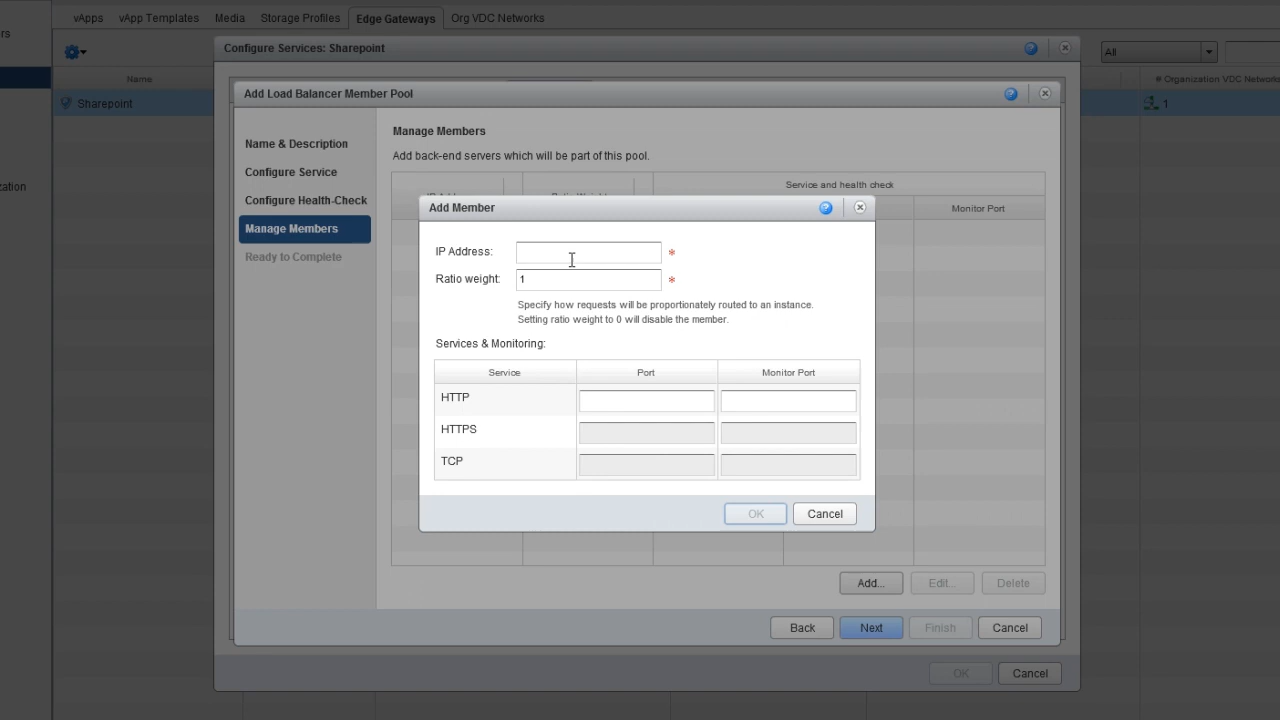 vApps vApp Templates Media Storage Profiles Edge Gateways Org VDC Networks
rs
Configure Services: Sharepoint
All
Name
# Organization VDC Network
Add Load Balancer Member Pool
Sharepoint
1
Name & Description
Configure Service
Configure Health-Check
Manage Members
Ready to Complete
zation
Manage Members
Add back-end servers which will be part of this pool.
Service and health check
Monitor Port
Add Member
IP Address: *
Ratio weight: 1 *
Specify how requests will be proportionately routed to an instance.
Setting ratio weight to 0 will disable the member.
Services & Monitoring:
Service Port Monitor Port
HTTP
HTTPS
TCP
OK Cancel
Add... Edit... Delete
Back Next Finish Cancel
OK Cancel